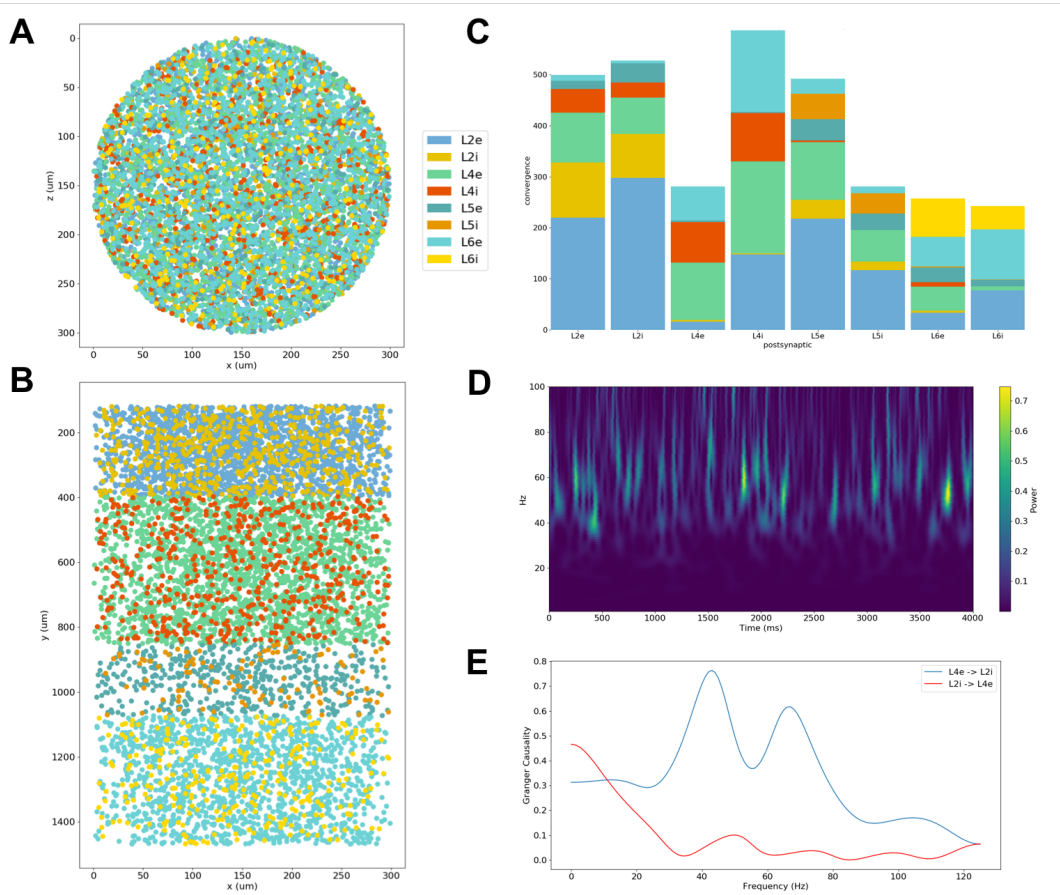 A
0
50
100
150
200
250
300
z (um)
0 50 100 150 200 250 300
x (um)
L2e
L2i
L4e
L4i
L5e
L5i
L6e
L6i
B
200
400
600
800
1000
1200
1400
y (um)
0 50 100 150 200 250 300
x (um)
C
500
400
300
200
100
0
convergence
L2e L2i L4e L4i L5e L5i L6e L6i
postsynaptic
D
100
80
60
40
20
Hz
0 500 1000 1500 2000 2500 3000 3500 4000
Time (ms)
0.7
0.6
0.5
0.4
0.3
0.2
0.1
Power
E
0.8
0.7
0.6
0.5
0.4
0.3
0.2
0.1
0.0
Granger Causality
L4e -> L2i
L2i -> L4e
0 20 40 60 80 100 120
Frequency (Hz)